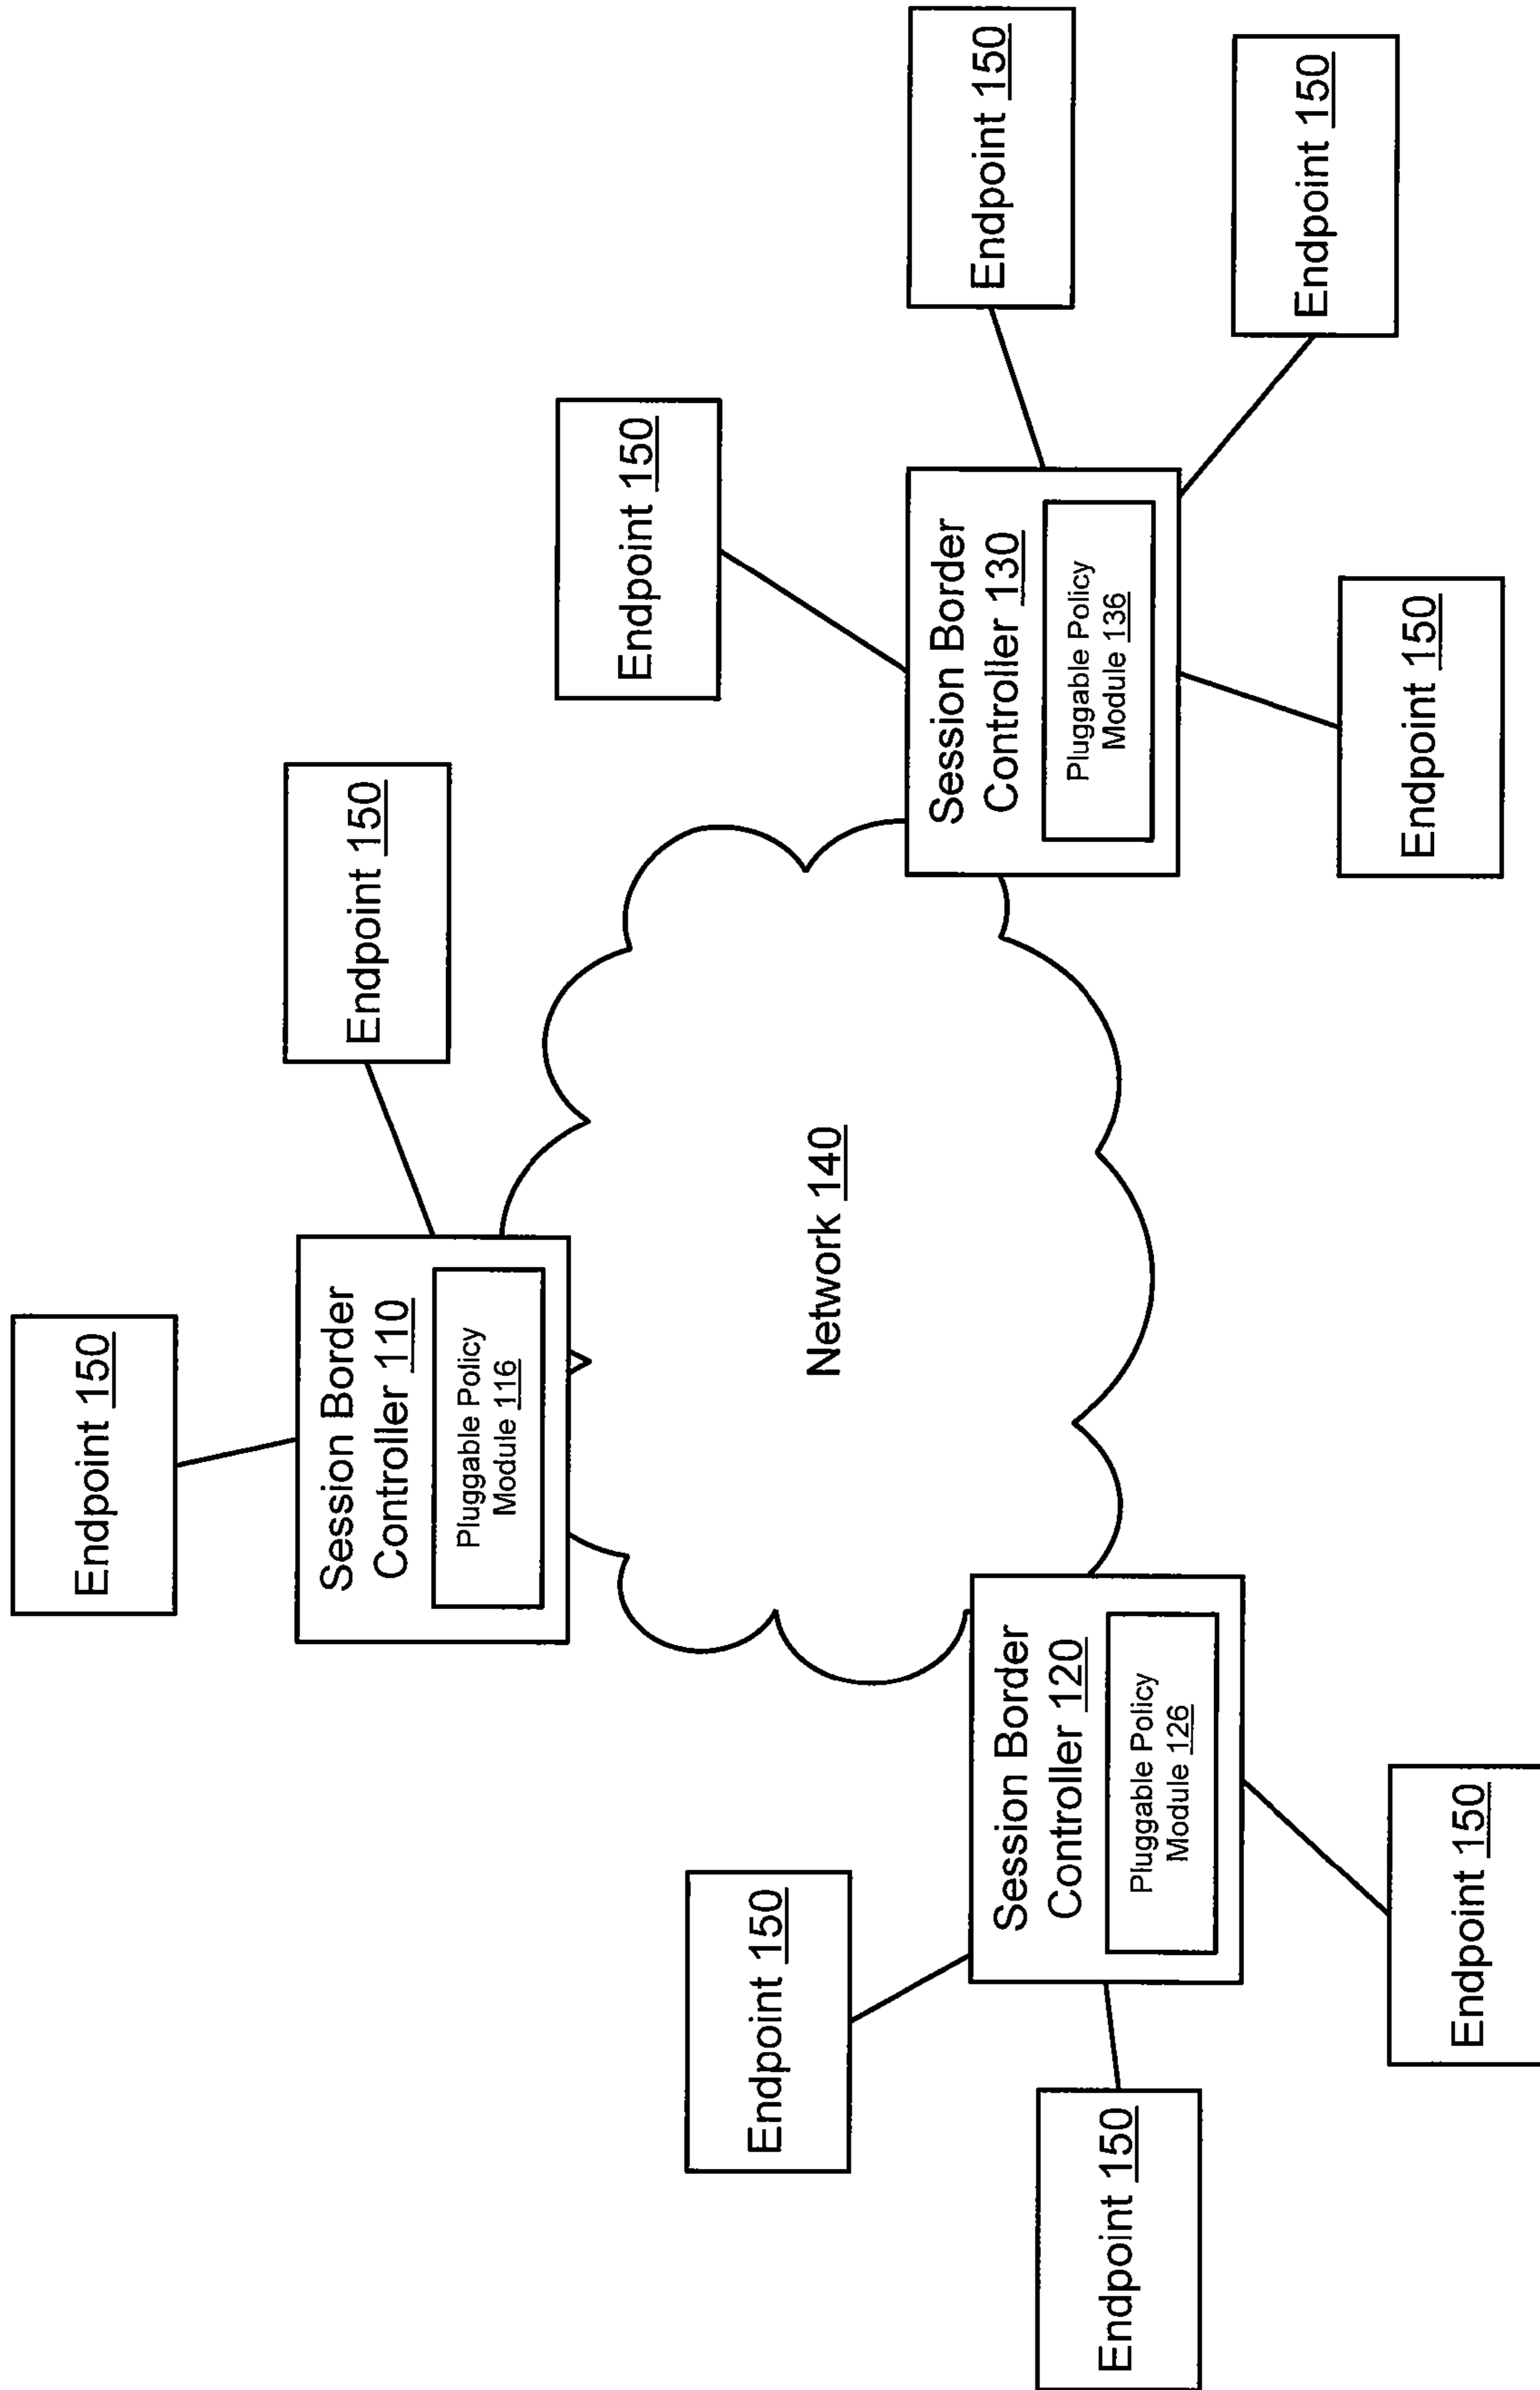 Endpoint 150
Session Border
Controller 110
Pluggable Policy
Module 116
Endpoint 150
Endpoint 150
Endpoint 150
Network 140
Session Border
Controller 130
Pluggable Policy
Module 136
Endpoint 150
Session Border
Controller 120
Pluggable Policy
Module 126
Endpoint 150
Endpoint 150
Endpoint 150
Endpoint 150